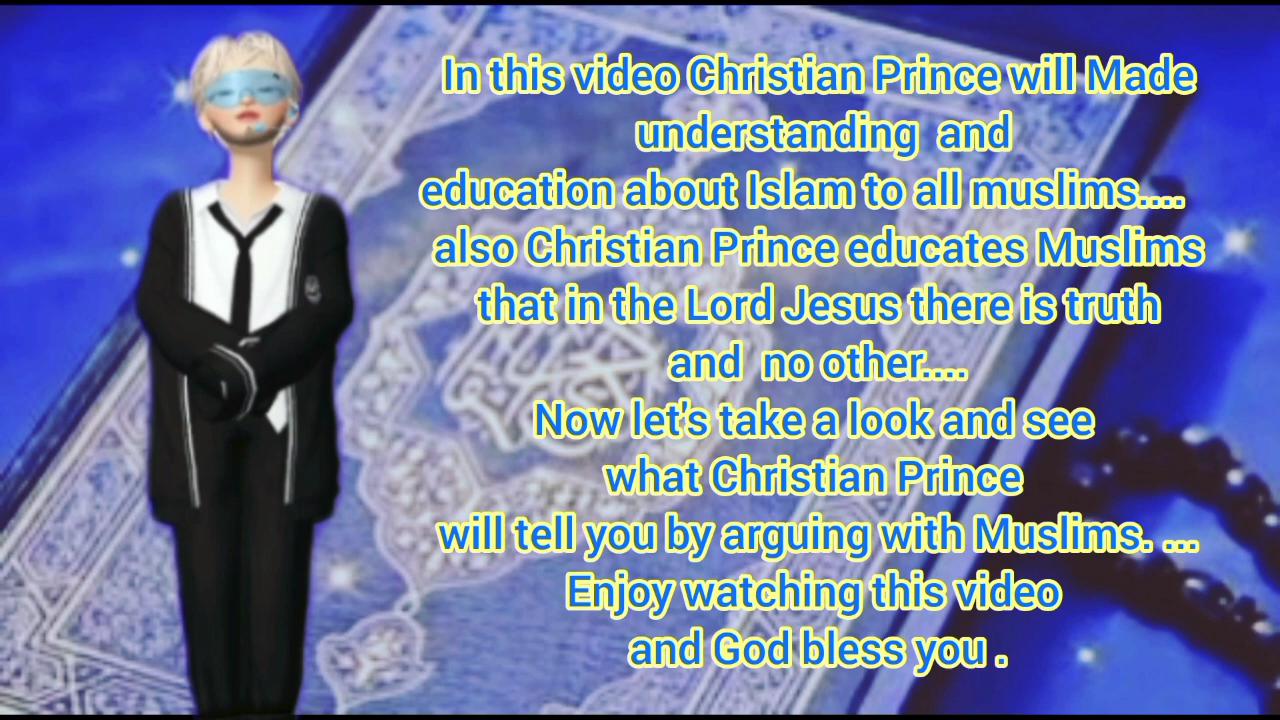 In this video Christian Prince will Made
understanding and
education about Islam to all muslims....
also Christian Prince educates Muslims
that in the Lord Jesus there is truth
and no other....
Now let's take a look and see
what Christian Prince
will tell you by arguing with Muslims. ...
Enjoy watching this video
and God bless you .